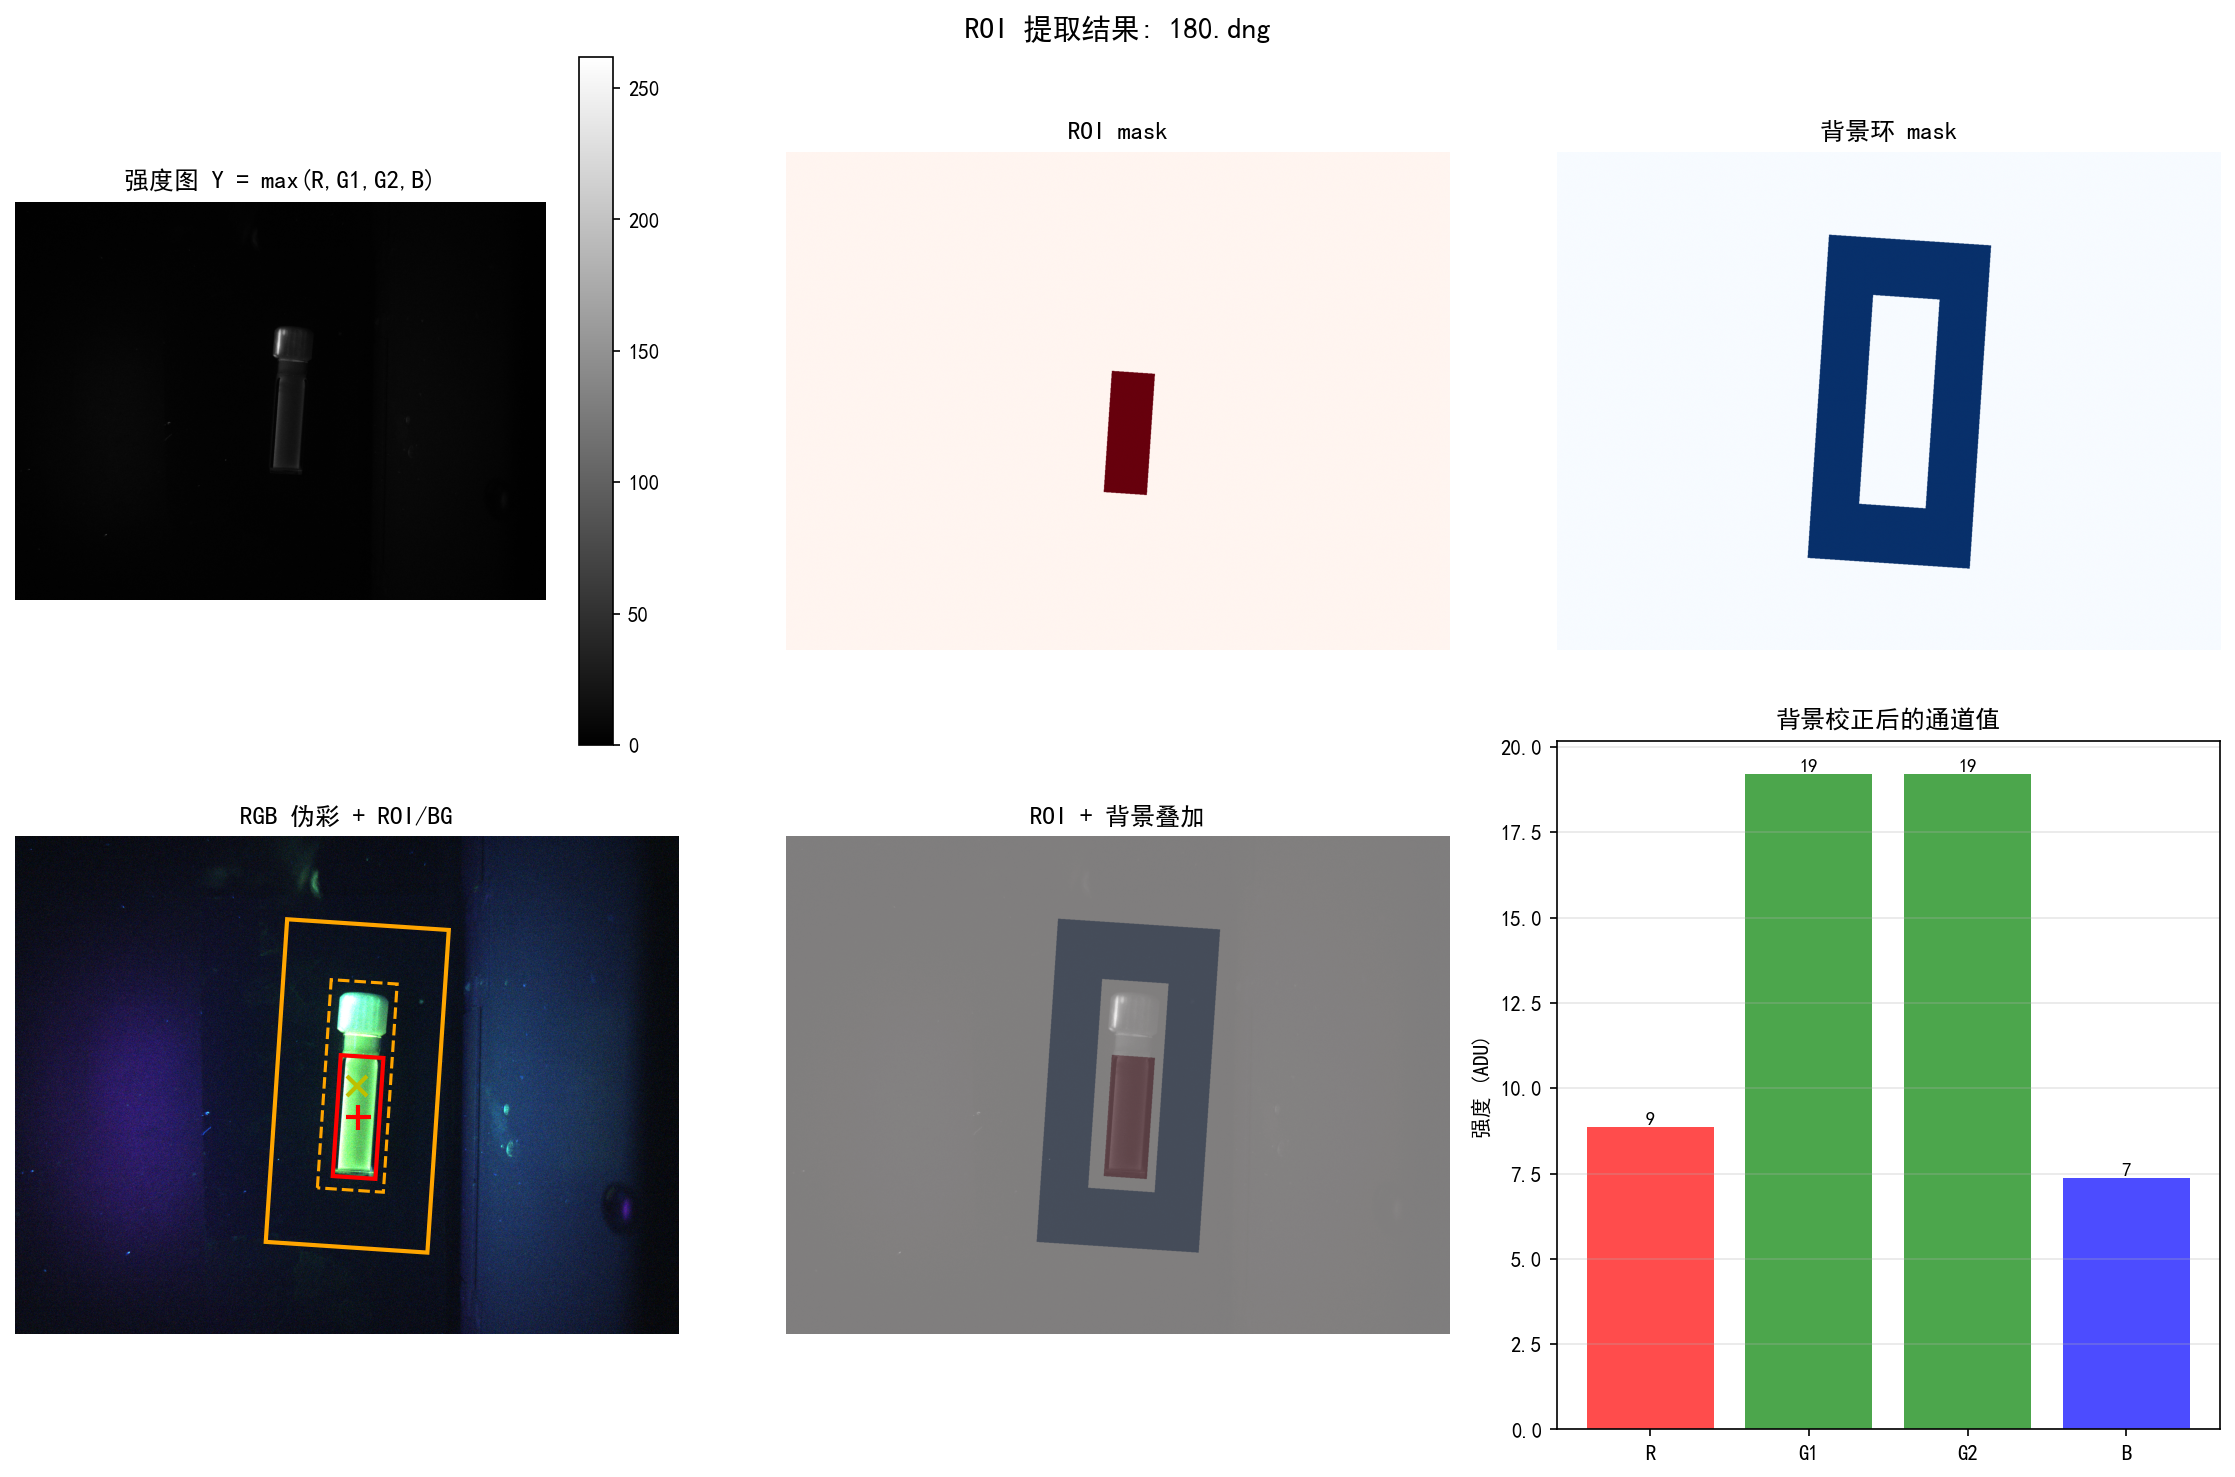 ROI 提取结果: 180.dng
强度图 Y = max(R,G1,G2,B)
250
200
150
100
50
0
ROI mask
背景环 mask
RGB 伪彩 + ROI/BG
ROI + 背景叠加
背景校正后的通道值
强度 (ADU)
20.0
17.5
15.0
12.5
10.0
7.5
5.0
2.5
0.0
9
19
19
7
R
G1
G2
B